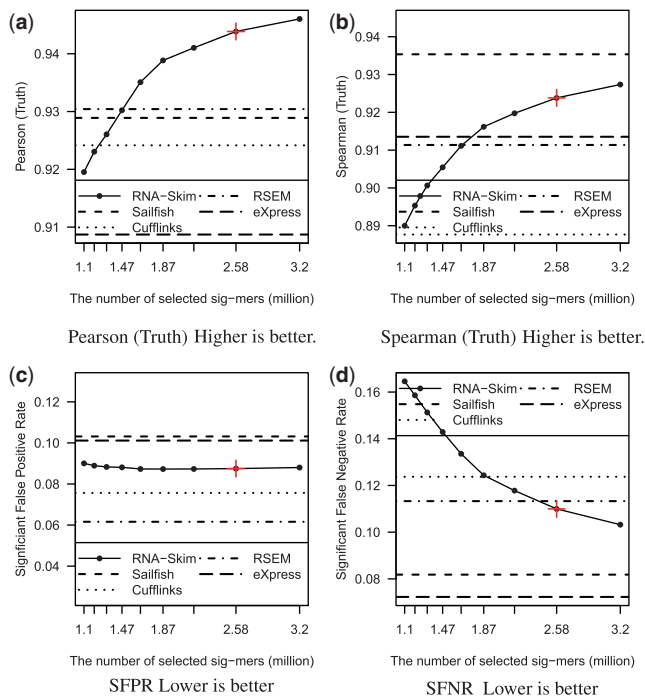 (a)
0.94
0.93
0.92
0.91
Pearson (Truth)
RNA−Skim RSEM
Sailfish eXpress
Cufflinks
1.1 1.47 1.87 2.58 3.2
The number of selected sig−mers (million)
Pearson (Truth) Higher is better.
(b)
0.94
0.93
0.92
0.91
0.90
0.89
Spearman (Truth)
RNA−Skim RSEM
Sailfish eXpress
Cufflinks
1.1 1.47 1.87 2.58 3.2
The number of selected sig−mers (million)
Spearman (Truth) Higher is better.
(c)
0.12
0.10
0.08
0.06
0.04
Signficiant False Positive Rate
RNA−Skim RSEM
Sailfish eXpress
Cufflinks
1.1 1.47 1.87 2.58 3.2
The number of selected sig−mers (million)
SFPR Lower is better
(d)
0.16
0.14
0.12
0.10
0.08
Significant False Negative Rate
RNA−Skim RSEM
Sailfish eXpress
Cufflinks
1.1 1.47 1.87 2.58 3.2
The number of selected sig−mers (million)
SFNR Lower is better